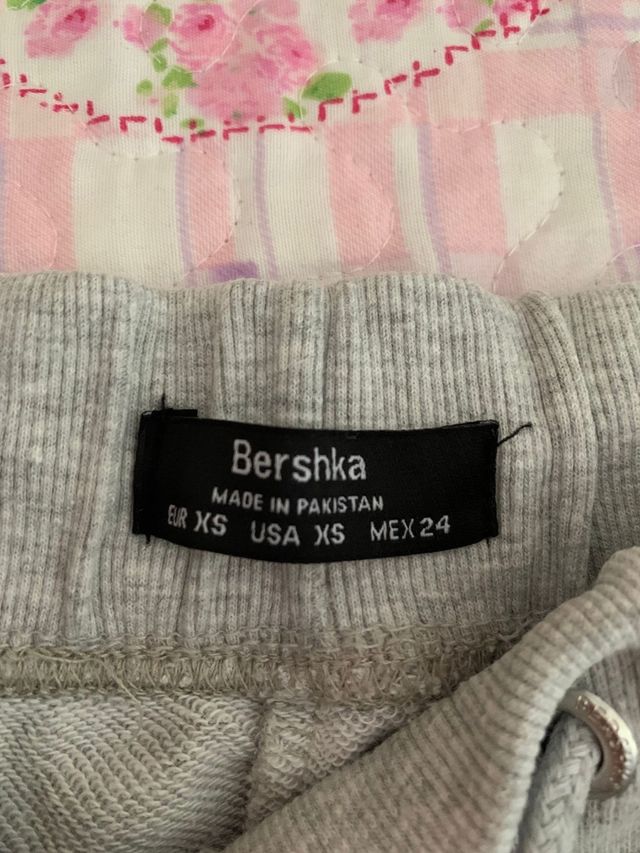 Bershka
MADE IN PAKISTAN
EUR XS USA XS MEX 24